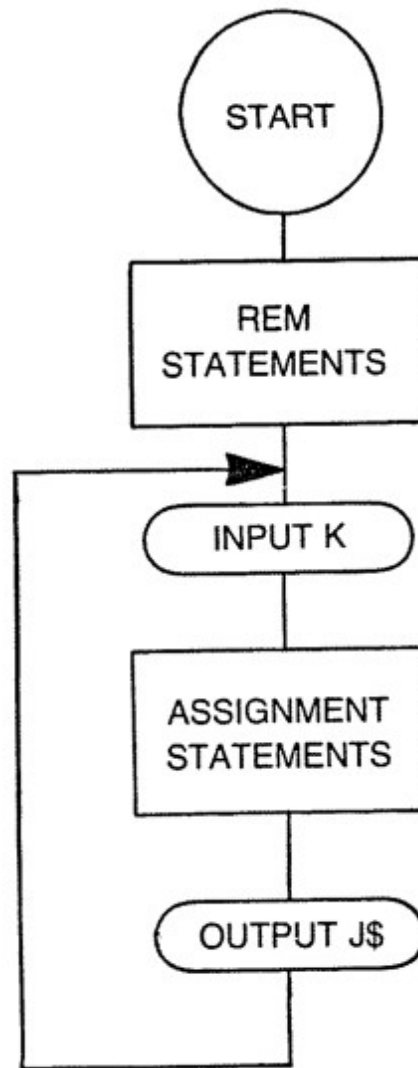 START
REM
STATEMENTS
INPUT K
ASSIGNMENT
STATEMENTS
OUTPUT J$